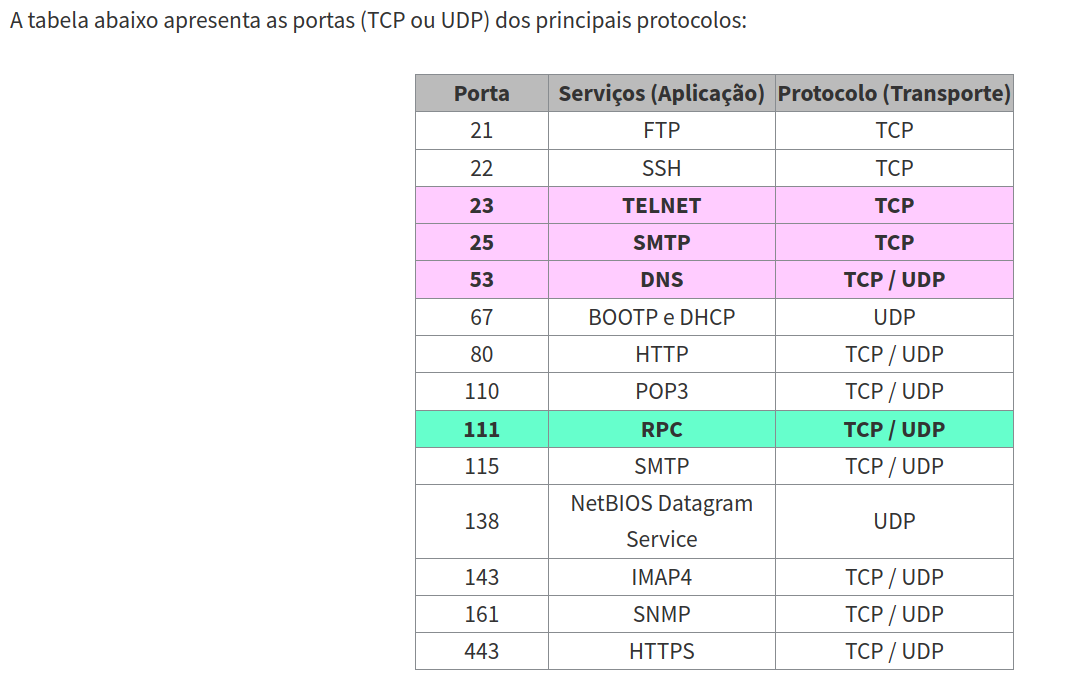 A tabela abaixo apresenta as portas (TCP ou UDP) dos principais protocolos:
Porta Serviços (Aplicação) Protocolo (Transporte)
21 FTP TCP
22 SSH TCP
23 TELNET TCP
25 SMTP TCP
53 DNS TCP / UDP
67 BOOTP e DHCP UDP
80 HTTP TCP / UDP
110 POP3 TCP / UDP
111 RPC TCP / UDP
115 SMTP TCP / UDP
138 NetBIOS Datagram Service UDP
143 IMAP4 TCP / UDP
161 SNMP TCP / UDP
443 HTTPS TCP / UDP